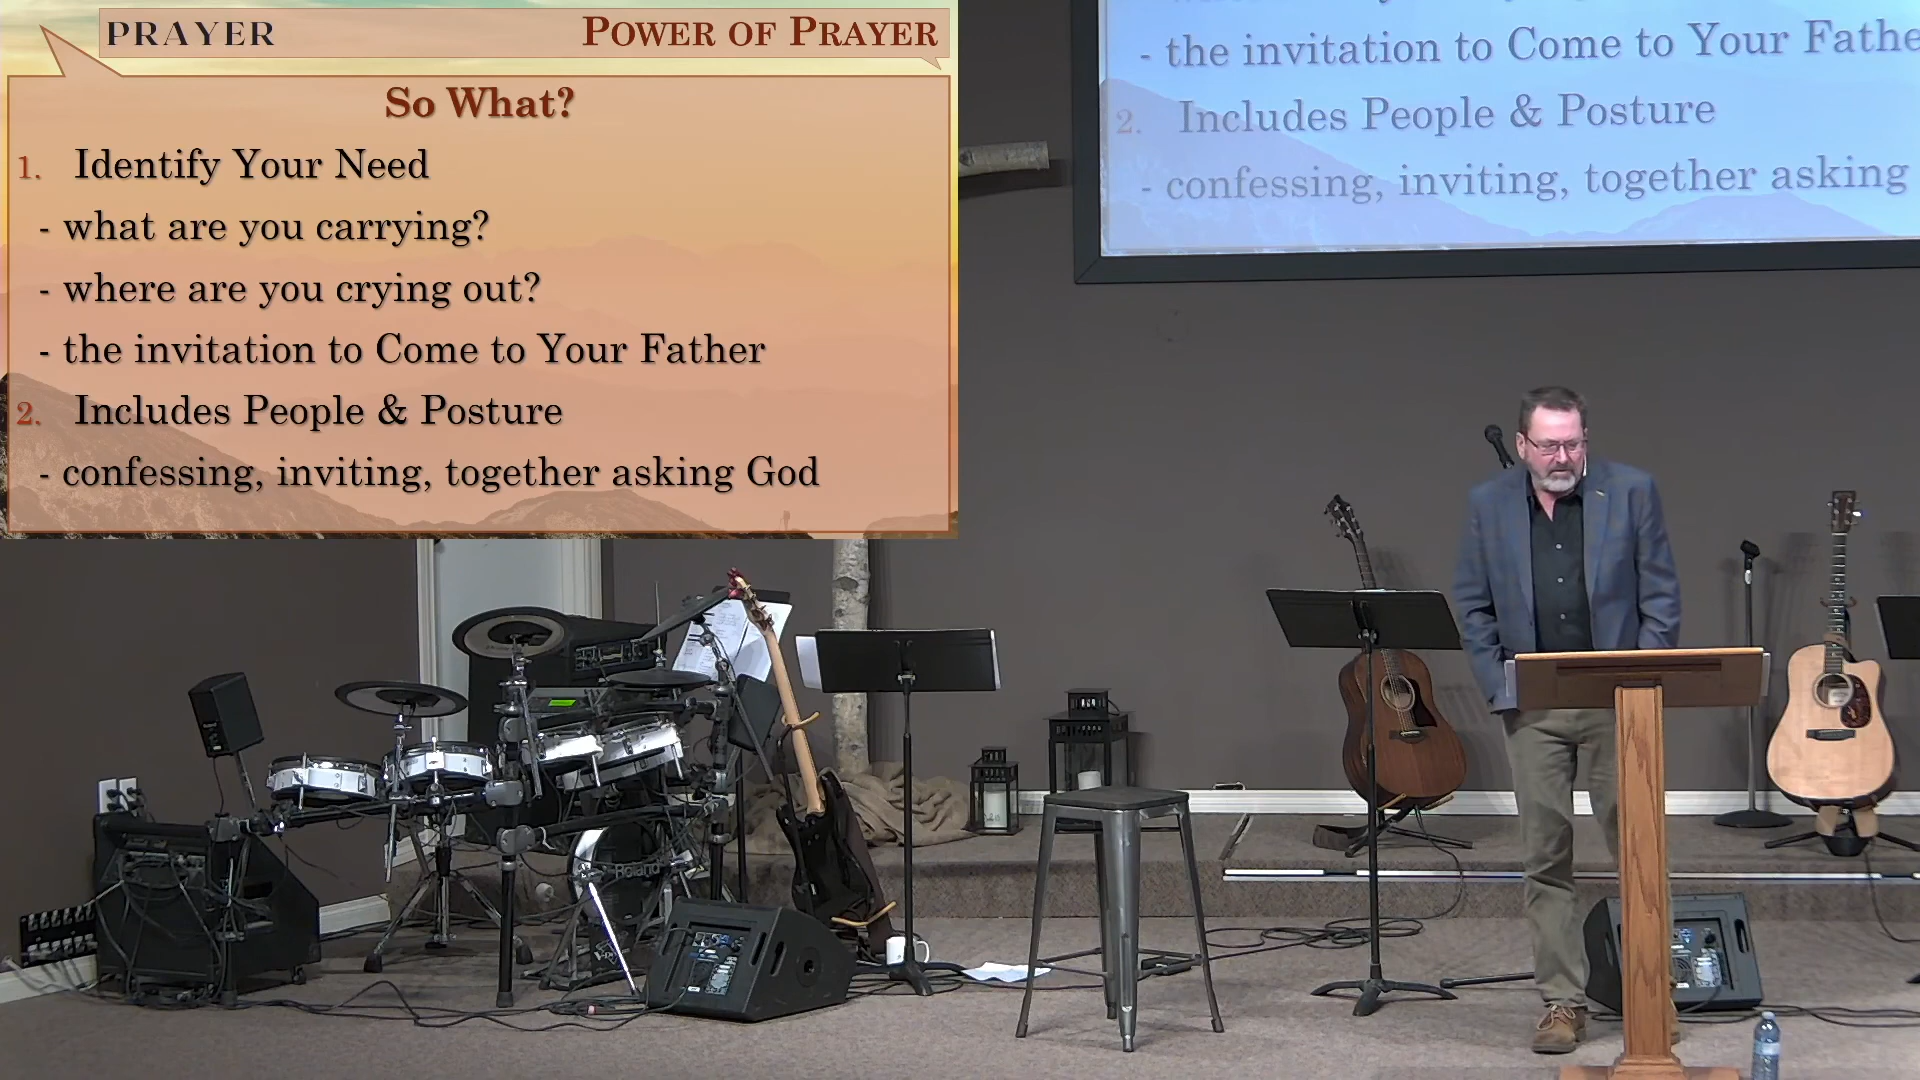 PRAYER
POWER OF PRAYER
So What?
1. Identify Your Need
- what are you carrying?
- where are you crying out?
- the invitation to Come to Your Father
2. Includes People & Posture
- confessing, inviting, together asking God
- the invitation to Come to Your Fathe
2. Includes People & Posture
- confessing, inviting, together asking
Roland